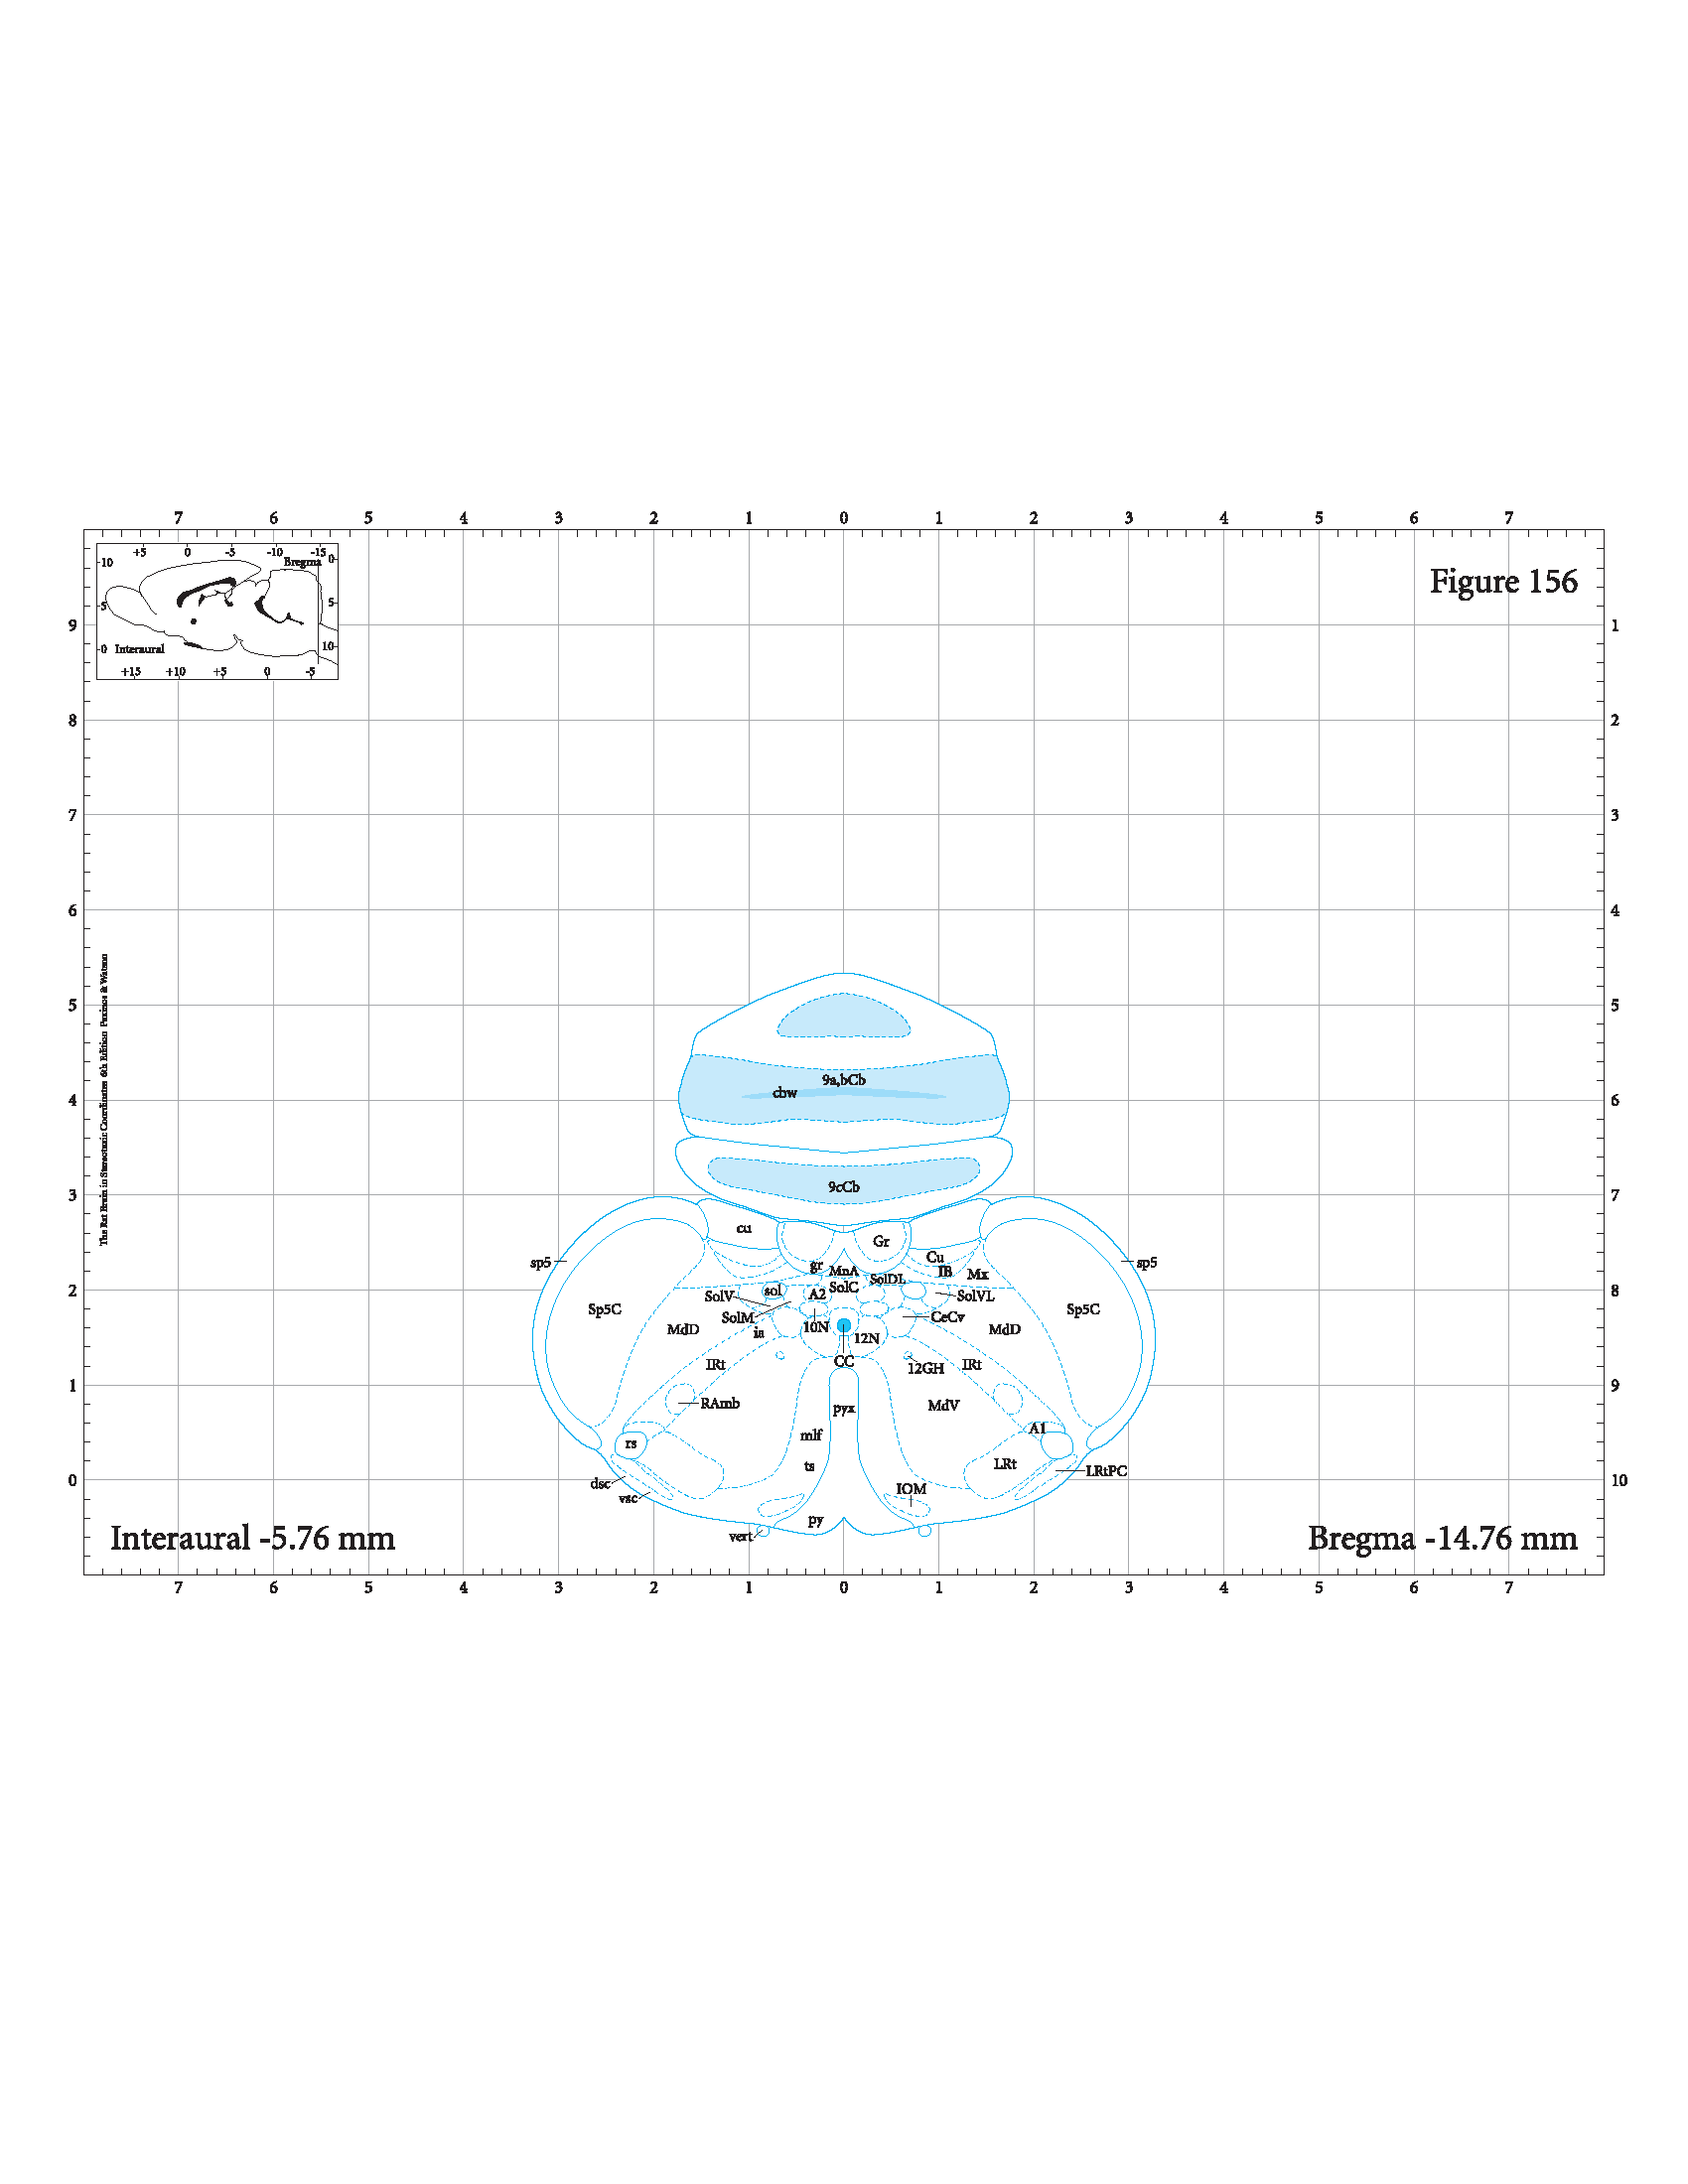 7 6 5 4 3 2 1 0 1 2 3 4 5 6 7
+5 0 -5 -10 -15
Bregma 0
10
5 5
0 Interaural 10
+15 +10 +5 0 -5
Figure 156
9 1
8 2
7 3
6 4
The Rat Brain in Stereotaxic Coordinates 6th Edition Paxinos & Watson
5 5
9a,bCb
cbw
4 6
9cCb
3 7
cu Gr
sp5 Cu sp5
gr MnA IB Mx
SolDL
2 SolC 8
SolV sol A2 SolVL
Sp5C Sp5C
SolM CeCv
MdD ia 10N 12N MdD
IRt CC 12GH IRt
1 9
RAmb pyx MdV
rs mlf A1
ts LRt LRtPC
0 10
dsc IOM
vsc
py
vert
Interaural -5.76 mm Bregma -14.76 mm
7 6 5 4 3 2 1 0 1 2 3 4 5 6 7